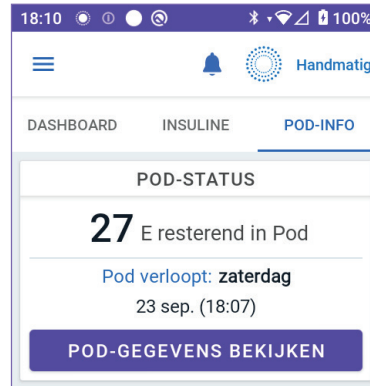 18:10 100%
Handmatig
DASHBOARD INSULINE POD-INFO
POD-STATUS
27 E resterend in Pod
Pod verloopt: zaterdag
23 sep. (18:07)
POD-GEGEVENS BEKIJKEN